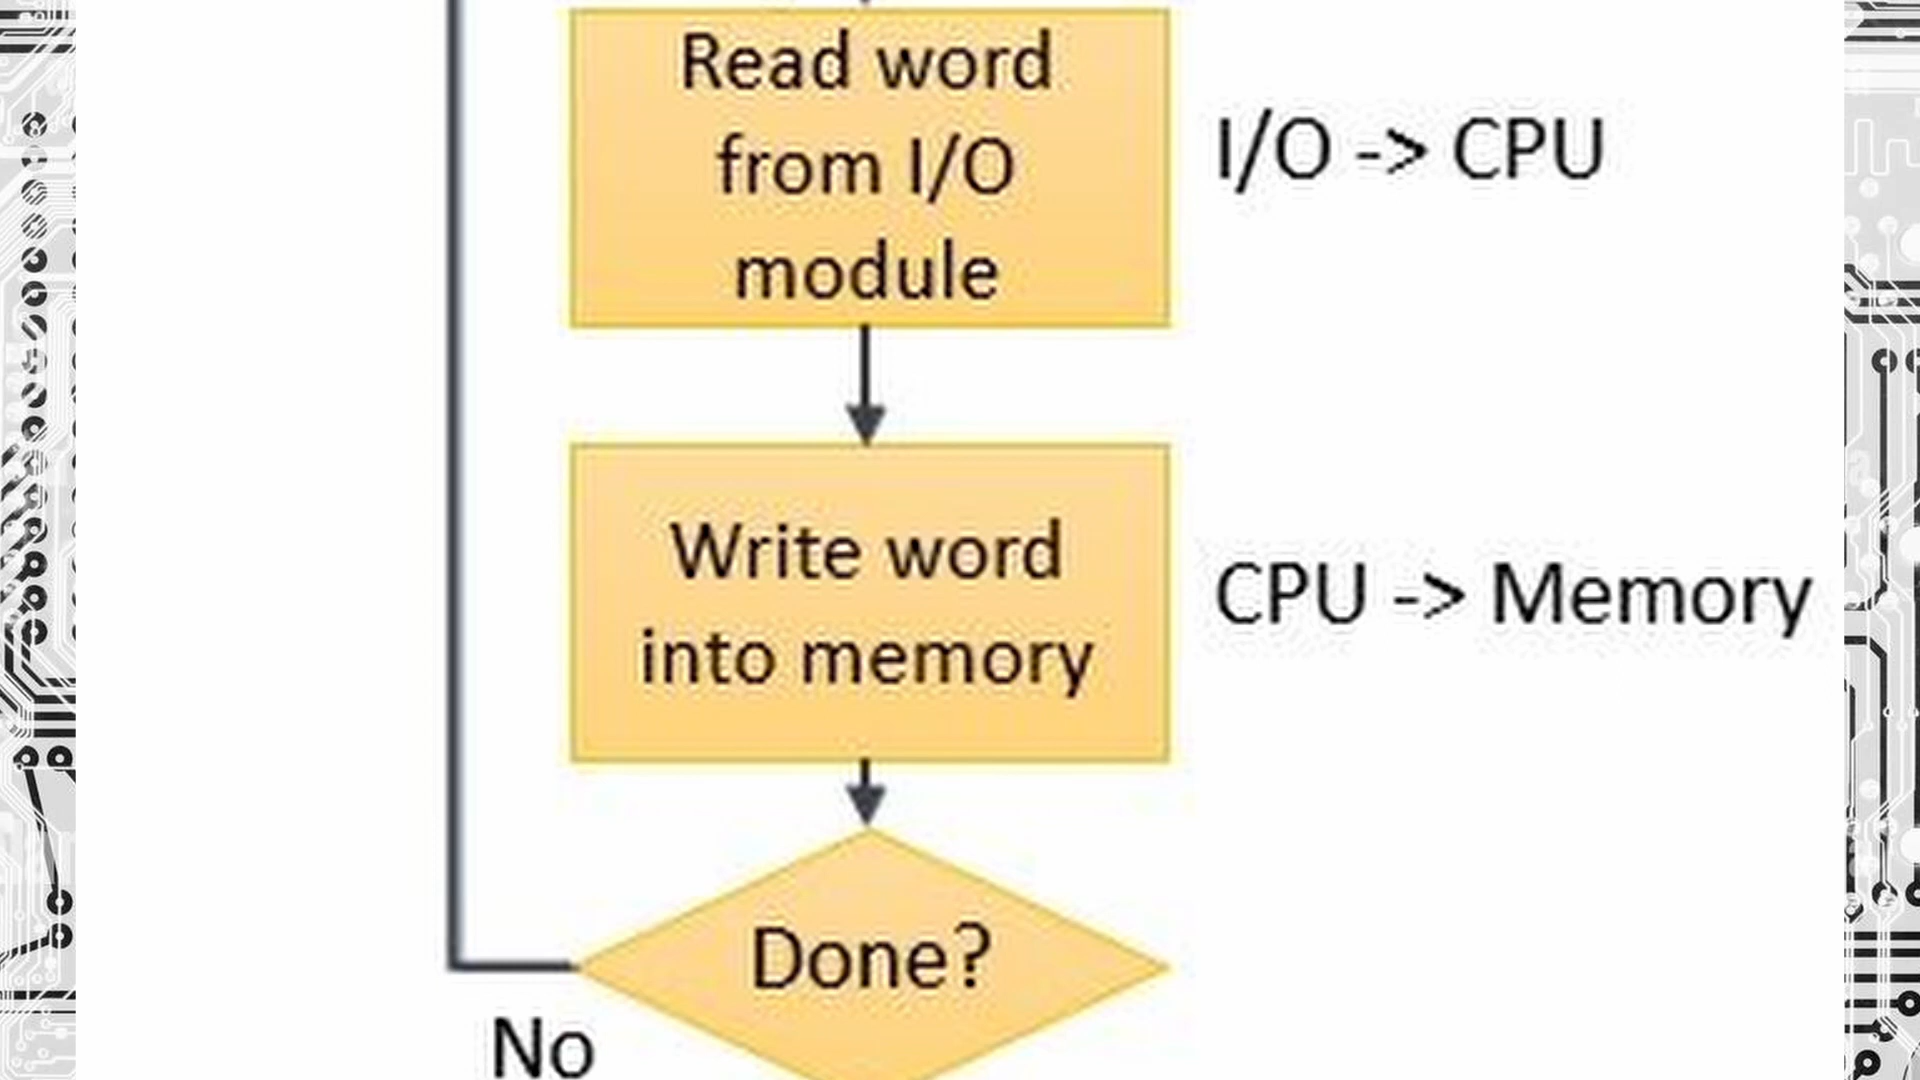 Read word
from I/O
module
I/O -> CPU
Write word
into memory
CPU -> Memory
Done?
No